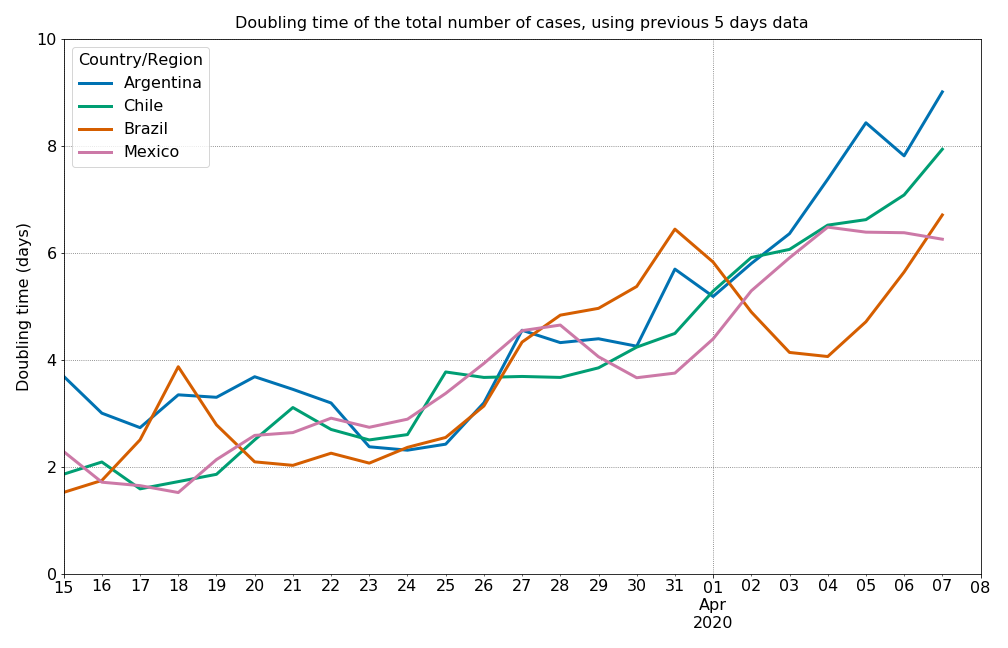 Doubling time of the total number of cases, using previous 5 days data
10
8
6
4
2
0
Doubling time (days)
Country/Region
Argentina
Chile
Brazil
Mexico
15 16 17 18 19 20 21 22 23 24 25 26 27 28 29 30 31 01 02 03 04 05 06 07 08
Apr
2020